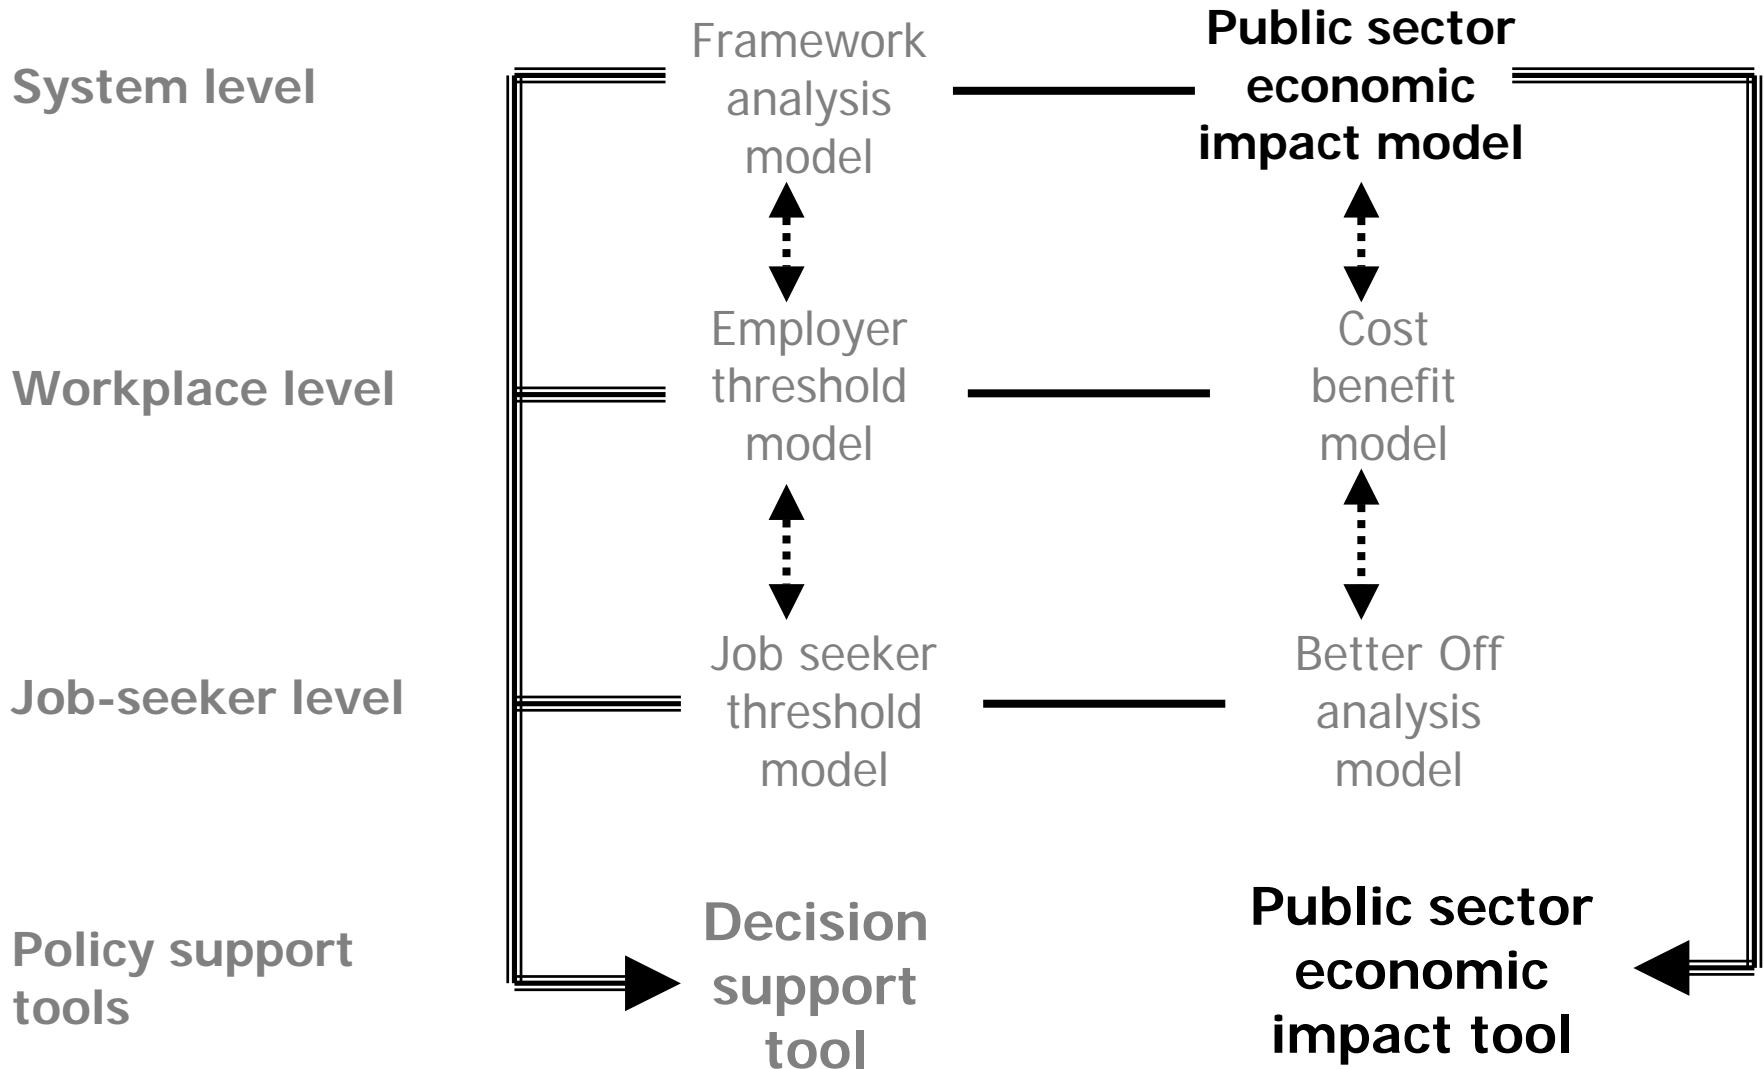 System level
Framework
analysis
model
Public sector
economic
impact model
Workplace level
Employer
threshold
model
Cost
benefit
model
Job-seeker level
Job seeker
threshold
model
Better Off
analysis
model
Policy support
tools
Decision
support
tool
Public sector
economic
impact tool